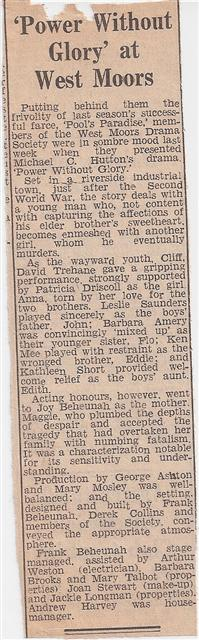 'Power Without
Glory' at
West Moors
Putting behind them the
frivolity of last season's success-
ful farce, 'Pool's Paradise,' mem-
bers of the West Moors Drama
Society were in sombre mood last
week when they presented
Michael C. Hutton's drama,
'Power Without Glory.'
Set in a riverside industrial
town, just after the Second
World War, the story deals with
a young man who, not content
with capturing the affections of
his elder brother's sweetheart,
becomes enmeshed with another
girl, whom he eventually
murders.
As the wayward youth, Cliff,
David Trehane gave a gripping
performance, strongly supported
by Patricia Driscoll as the girl
Anna, torn by her love for the
two brothers. Leslie Saunders
played sincerely as the boys'
father, John; Barbara Amery
was convincingly 'mixed up' as
their younger sister, Flo; Ken
Mee played with restraint as the
wronged brother, Eddie; and
Kathleen Short provided wel-
come relief as the boys' aunt,
Edith.
Acting honours, however, went
to Joy Beheunah as the mother,
Maggie, who plumbed the depths
of despair and accepted the
tragedy that had overtaken her
family with numbing fatalism.
It was a characterization notable
for its sensitivity and under-
standing.
Production by George Ashton
and Mary Mosley was well-
balanced; and the setting,
designed and built by Frank
Beheunah, Derek Collins and
members of the Society, con-
veyed the appropriate atmos-
phere.
Frank Beheunah also stage
managed, assisted by Arthur
Weston (electrician), Barbara
Brooks and Mary Talbot (prop-
erties) Joan Stewart (make-up)
and Jackie Longman (properties).
Andrew Harvey was house-
manager.